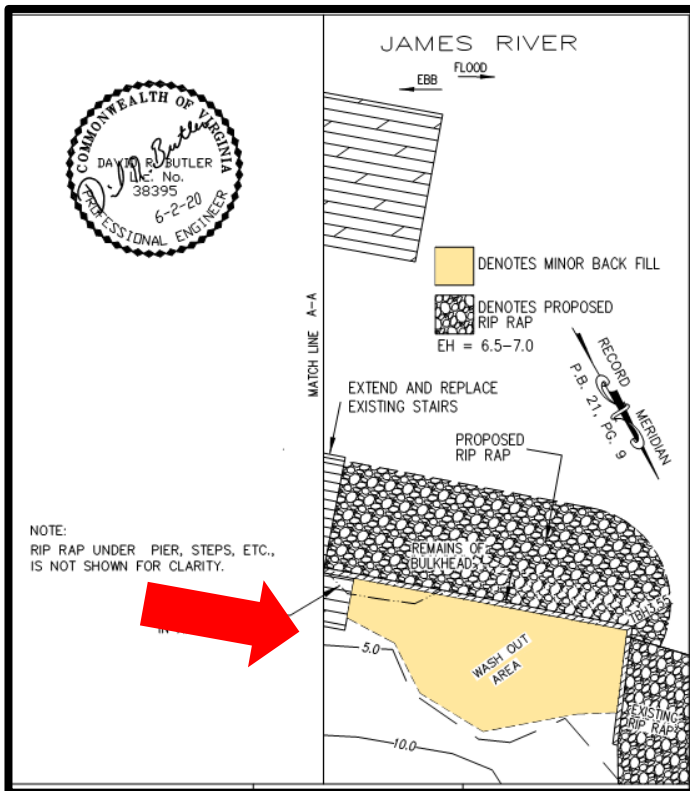 JAMES RIVER
EBB
FLOOD
COMMONWEALTH OF VIRGINIA
DAVID R. BUTLER
Lic. No.
38395
6-2-20
PROFESSIONAL ENGINEER
DENOTES MINOR BACK FILL
DENOTES PROPOSED
RIP RAP
EH = 6.5-7.0
MATCH LINE A-A
RECORD MERIDIAN
P.B. 21, PG. 9
EXTEND AND REPLACE
EXISTING STAIRS
PROPOSED
RIP RAP
NOTE:
RIP RAP UNDER PIER, STEPS, ETC.,
IS NOT SHOWN FOR CLARITY.
REMAINS OF
BULKHEAD
IN
5.0
WASH OUT
AREA
EXISTING
RIP RAP
10.0